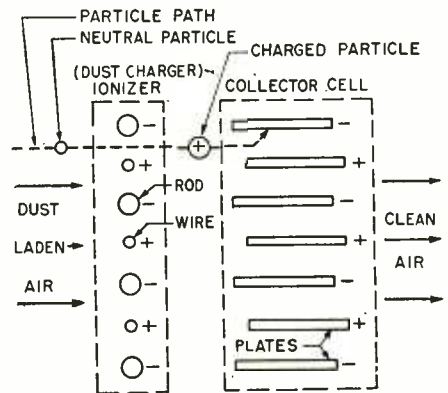 PARTICLE PATH
NEUTRAL PARTICLE
CHARGED PARTICLE
(DUST CHARGER)
IONIZER
COLLECTOR CELL
−
−
+
+
+
−
ROD
−
DUST
WIRE
CLEAN
LADEN
+
+
AIR
−
−
AIR
+
+
PLATES
−
−